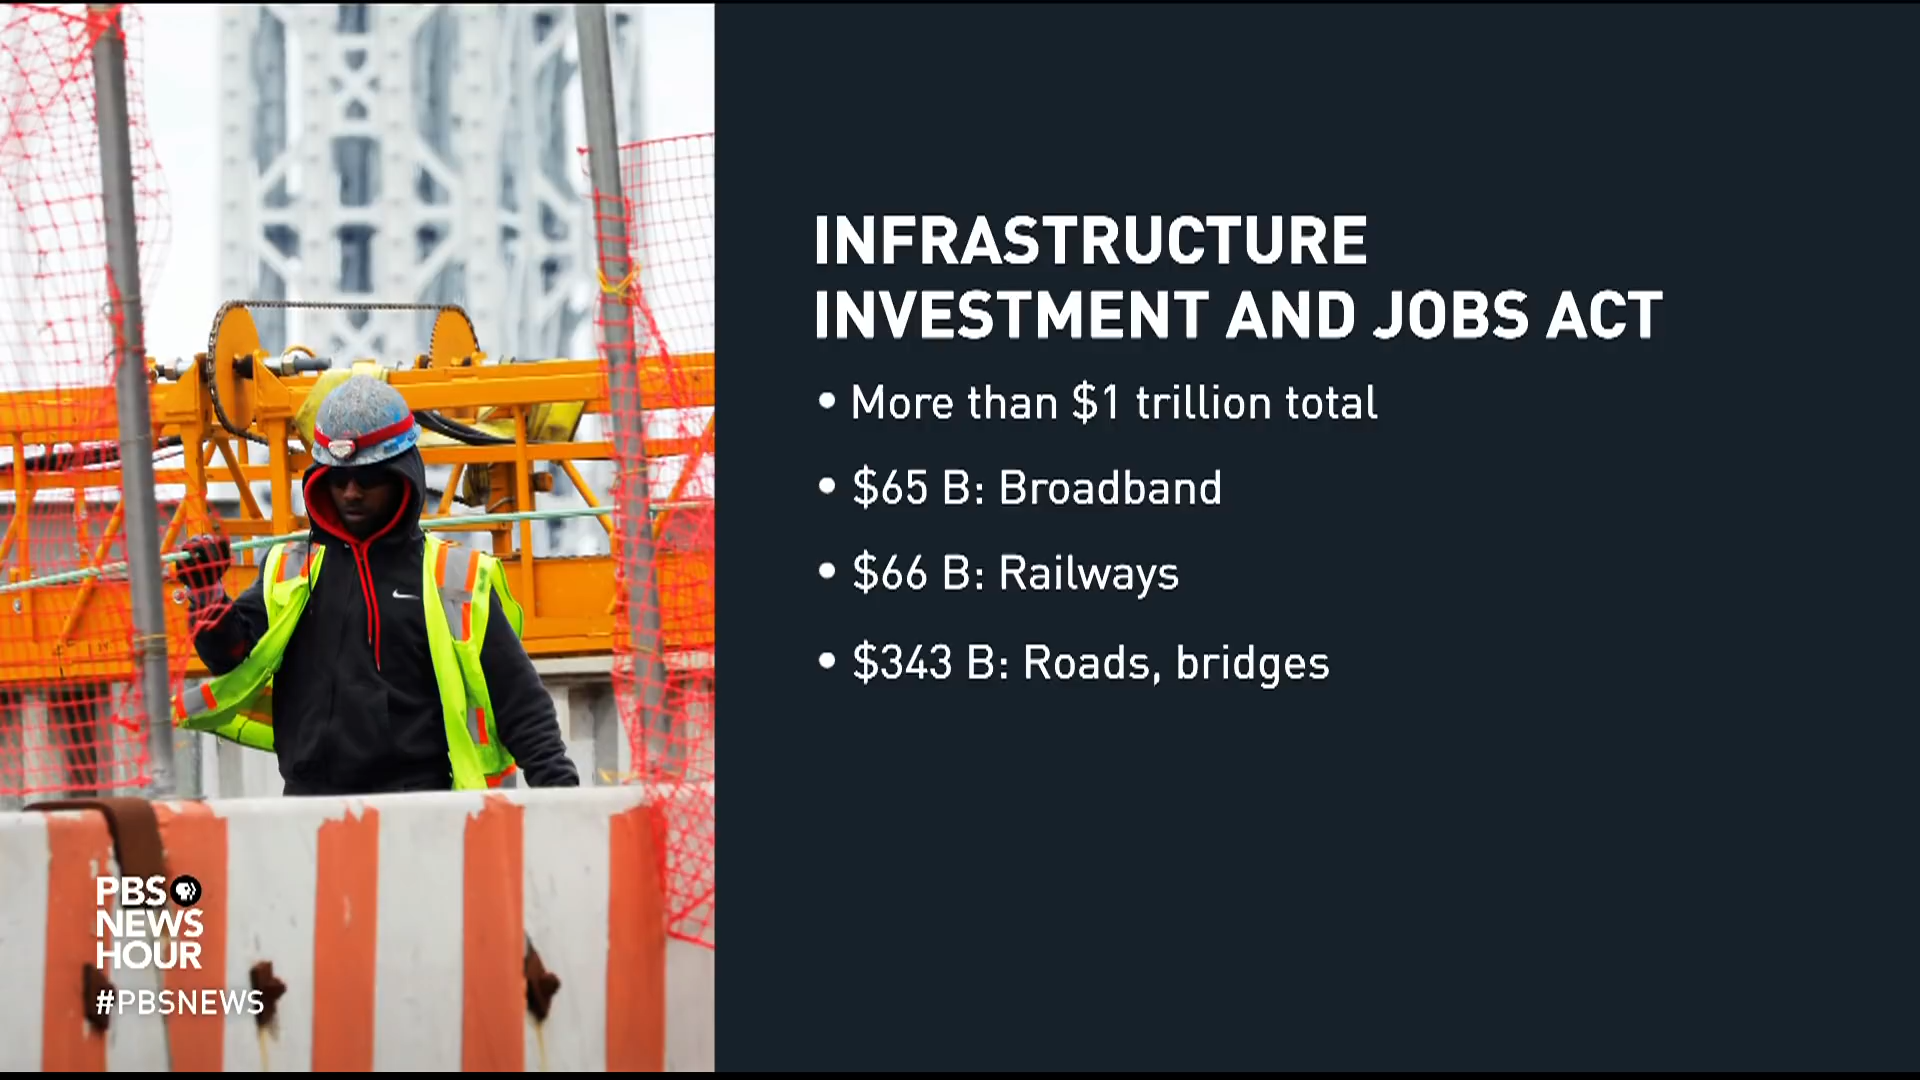 INFRASTRUCTURE
INVESTMENT AND JOBS ACT
• More than $1 trillion total
• $65 B: Broadband
• $66 B: Railways
• $343 B: Roads, bridges
PBS
NEWS
HOUR
#PBSNEWS